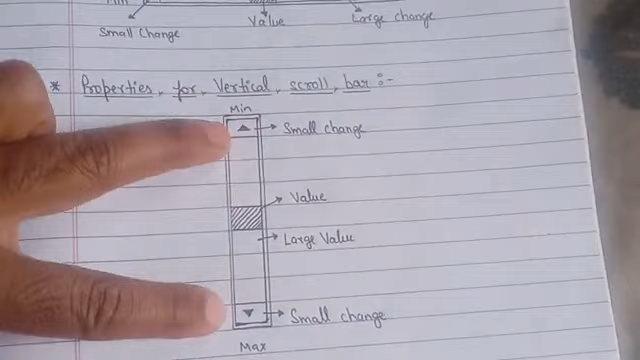 Min
Value
Large change
Small Change
* Properties, for, Vertical, scroll, bar :-
Min
Small change
Value
Large Value
Small change
Max